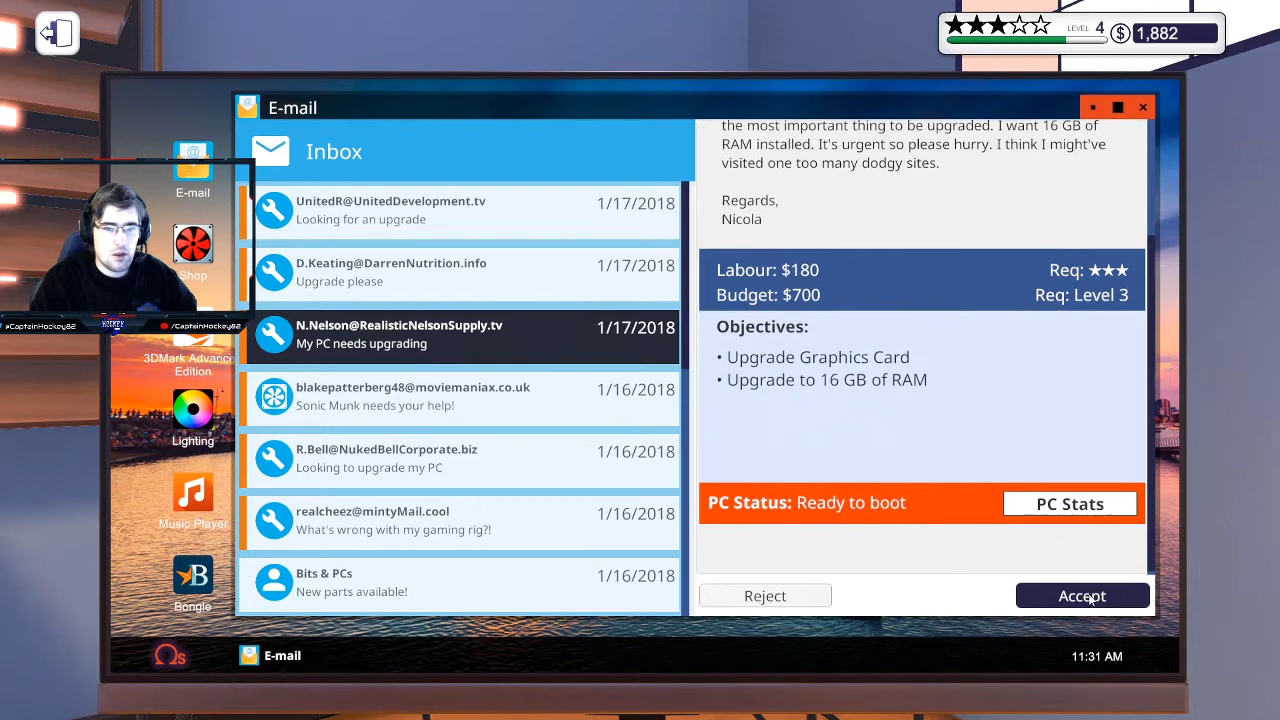 LEVEL 4
$ 1,882
E-mail
E-mail
Shop
3DMark Advance
Edition
Lighting
Music Player
Bongle
@CaptainHockey82
HOCKEY
/CaptainHockey82
Inbox
UnitedR@UnitedDevelopment.tv 1/17/2018
Looking for an upgrade
D.Keating@DarrenNutrition.info 1/17/2018
Upgrade please
N.Nelson@RealisticNelsonSupply.tv 1/17/2018
My PC needs upgrading
blakepatterberg48@moviemaniax.co.uk 1/16/2018
Sonic Munk needs your help!
R.Bell@NukedBellCorporate.biz 1/16/2018
Looking to upgrade my PC
realcheez@mintyMail.cool 1/16/2018
What's wrong with my gaming rig?!
Bits & PCs 1/16/2018
New parts available!
the most important thing to be upgraded. I want 16 GB of
RAM installed. It's urgent so please hurry. I think I might've
visited one too many dodgy sites.
Regards,
Nicola
Labour: $180 Req: ★★★
Budget: $700 Req: Level 3
Objectives:
• Upgrade Graphics Card
• Upgrade to 16 GB of RAM
PC Status: Ready to boot PC Stats
Reject Accept
Ωs E-mail 11:31 AM